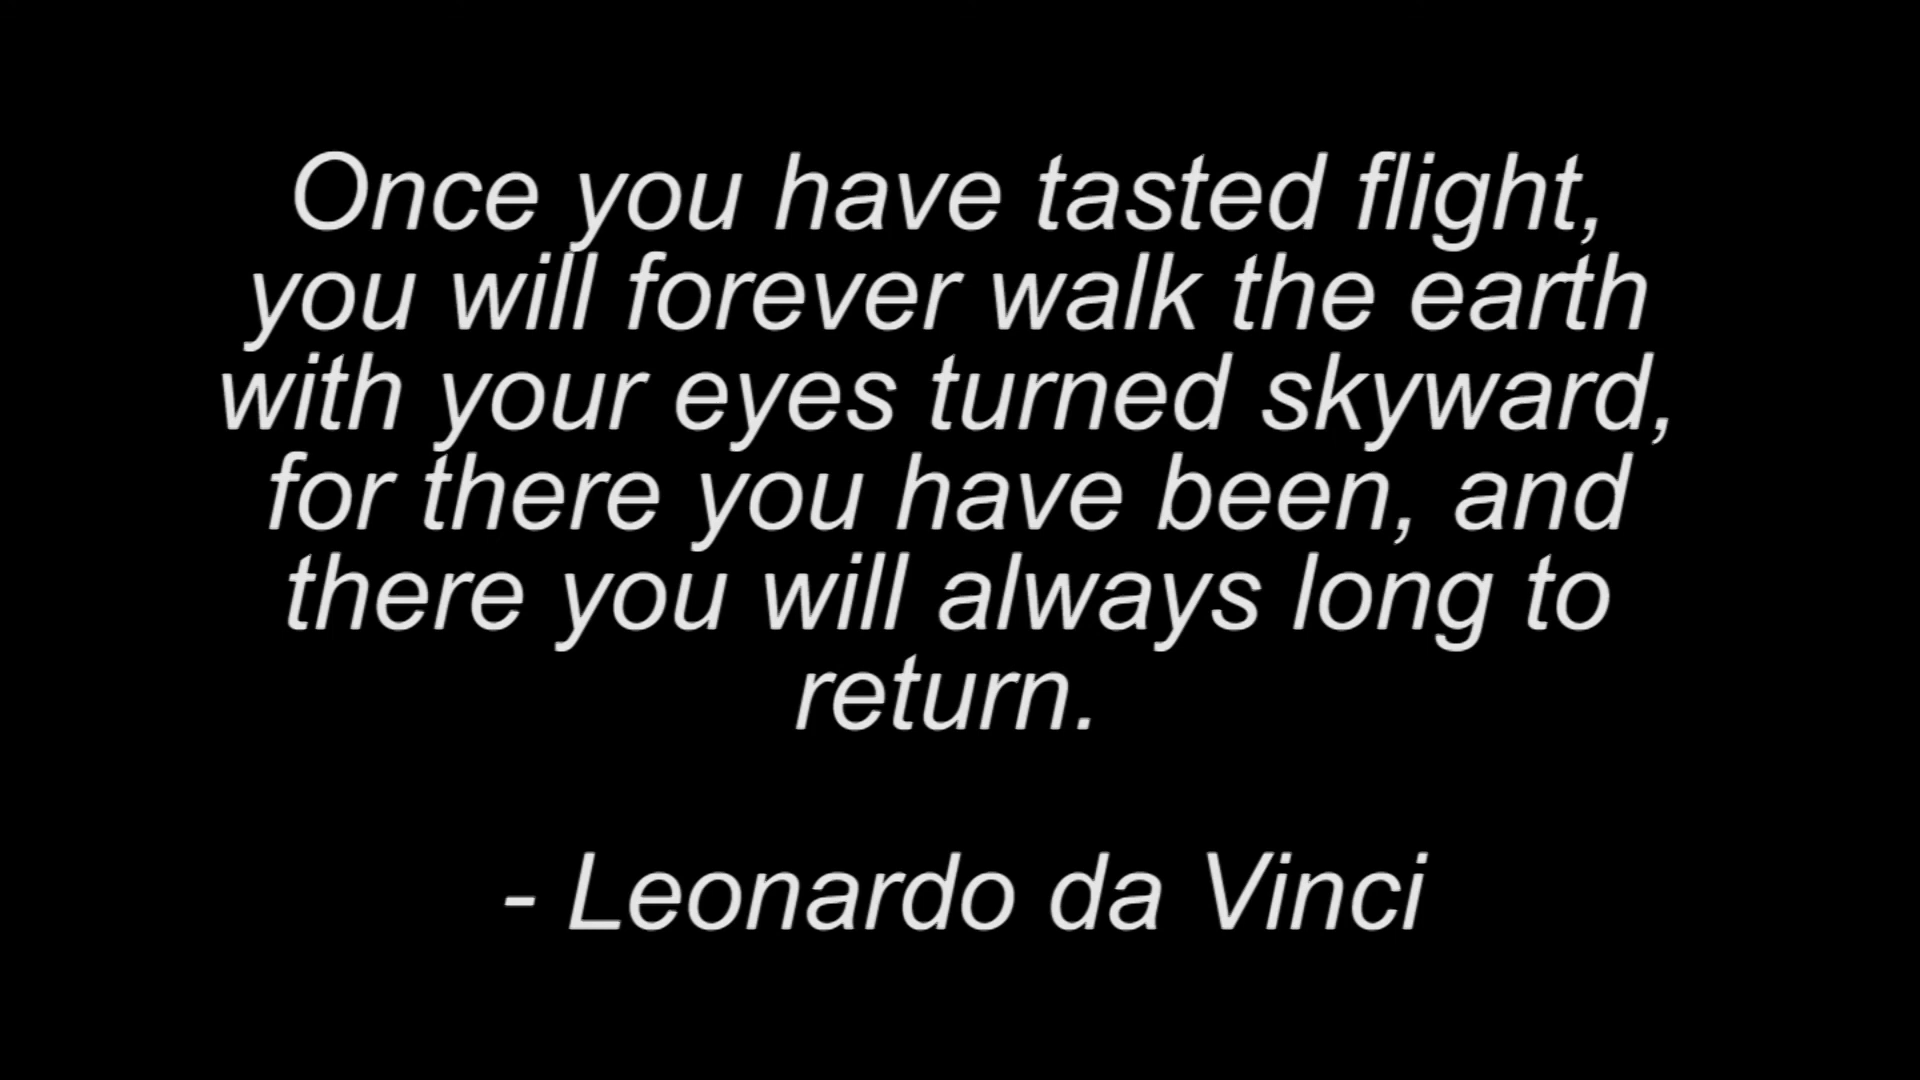 Once you have tasted flight,
you will forever walk the earth
with your eyes turned skyward,
for there you have been, and
there you will always long to
return.
- Leonardo da Vinci